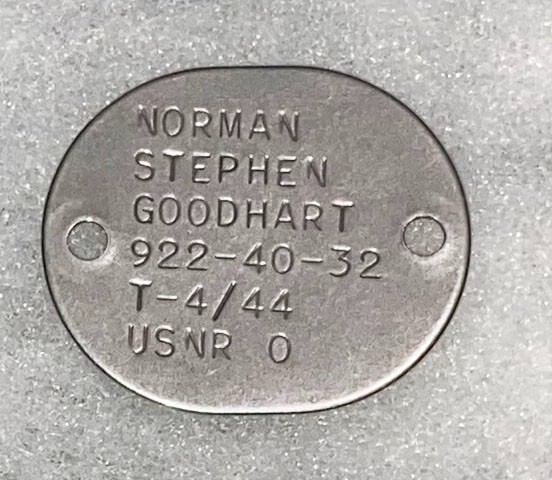 NORMAN
STEPHEN
GOODHART
922-40-32
T-4/44
USNR O